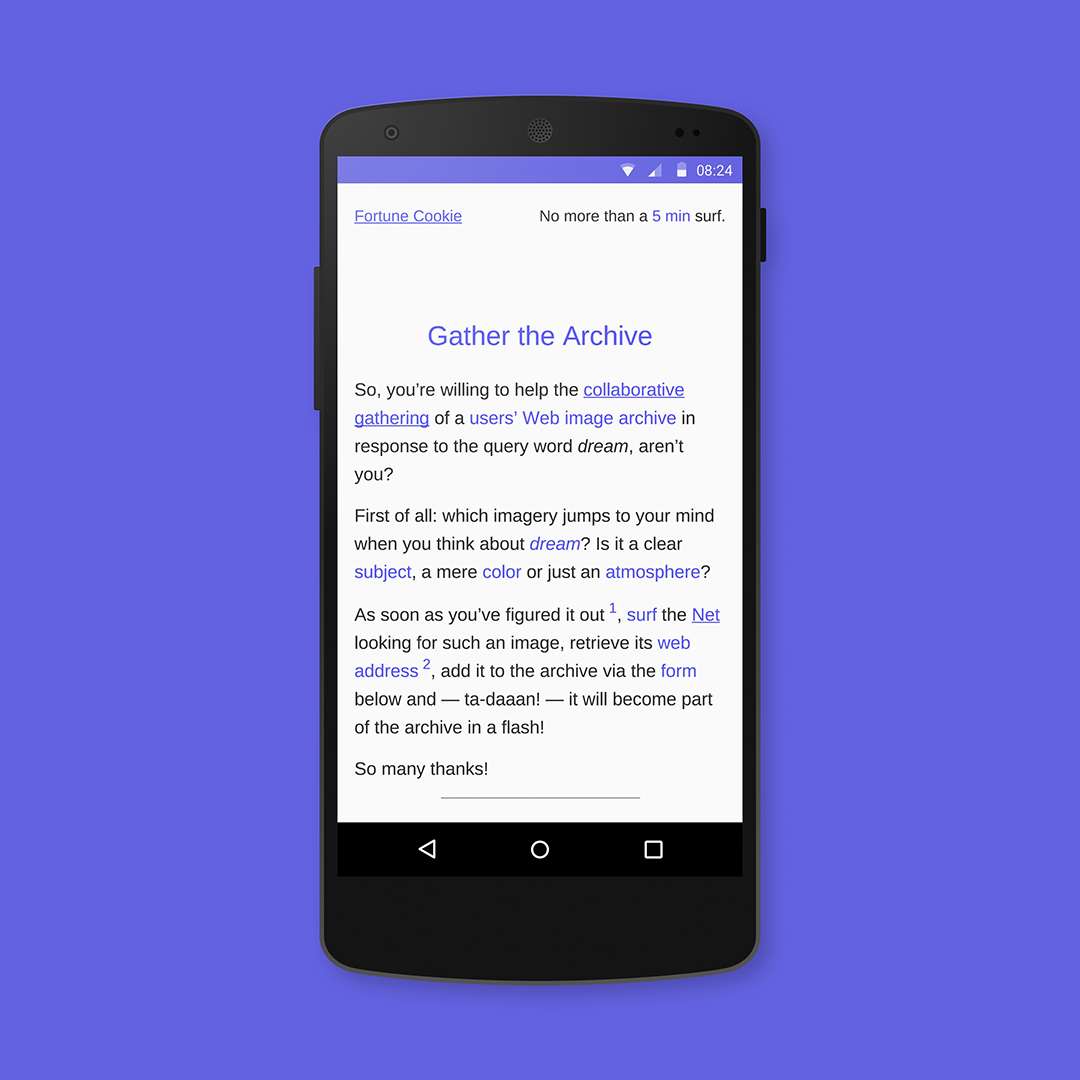 08:24
Fortune Cookie
No more than a 5 min surf.
Gather the Archive
So, you’re willing to help the collaborative
gathering of a users’ Web image archive in
response to the query word dream, aren’t
you?
First of all: which imagery jumps to your mind
when you think about dream? Is it a clear
subject, a mere color or just an atmosphere?
As soon as you’ve figured it out 1, surf the Net
looking for such an image, retrieve its web
address 2, add it to the archive via the form
below and — ta-daaan! — it will become part
of the archive in a flash!
So many thanks!